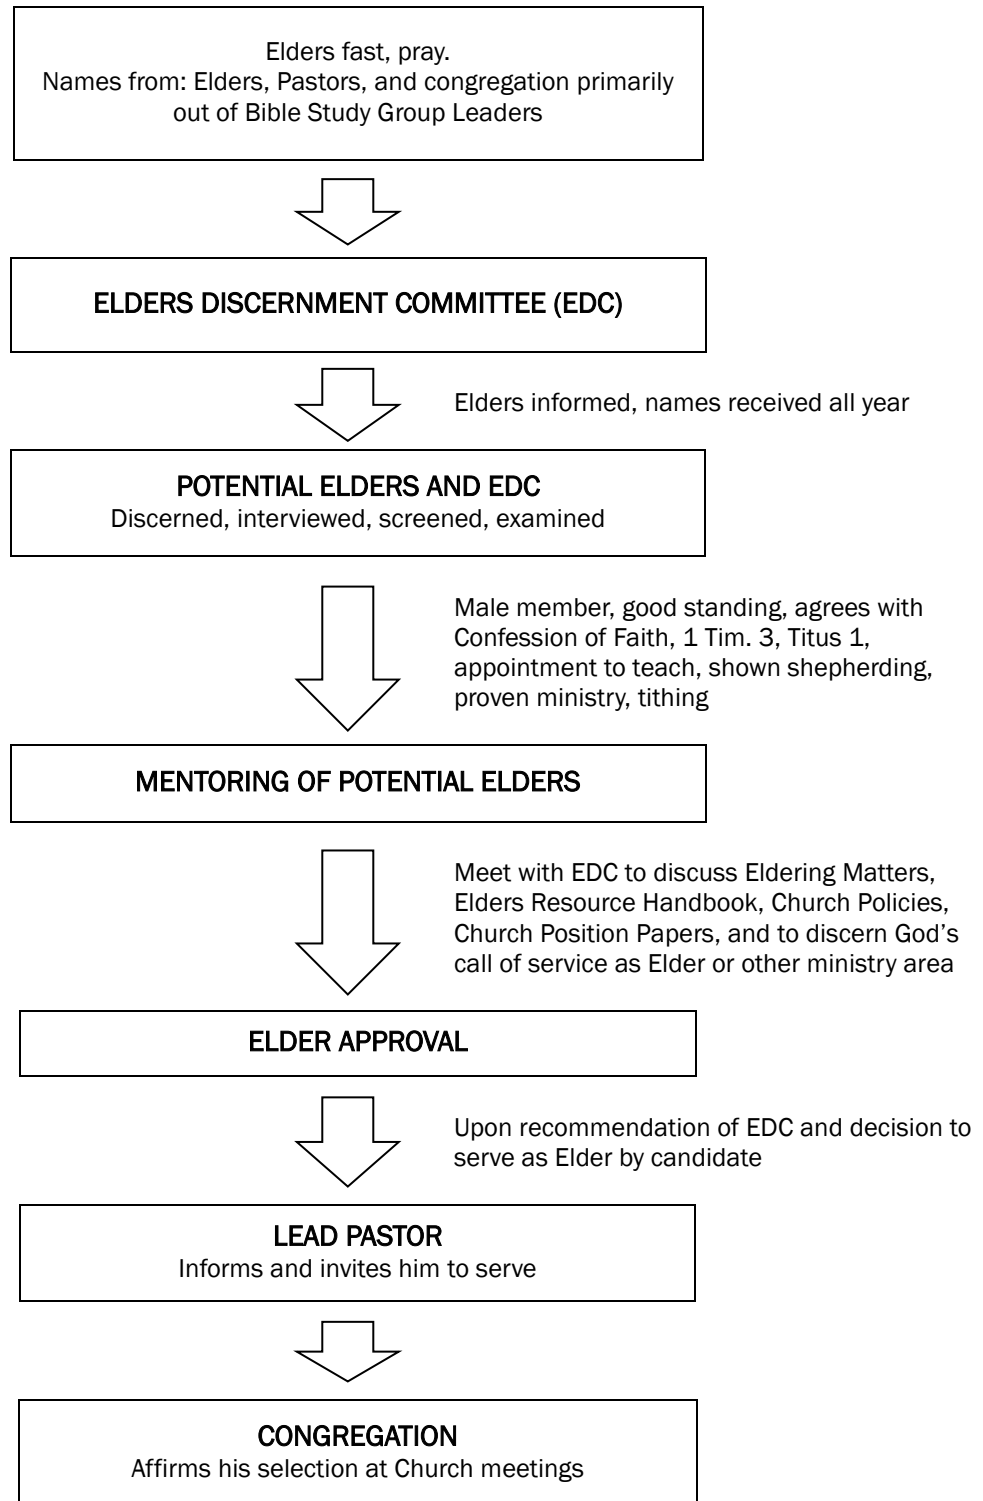 Elders fast, pray.
Names from: Elders, Pastors, and congregation primarily
out of Bible Study Group Leaders
ELDERS DISCERNMENT COMMITTEE (EDC)
Elders informed, names received all year
POTENTIAL ELDERS AND EDC
Discerned, interviewed, screened, examined
Male member, good standing, agrees with
Confession of Faith, 1 Tim. 3, Titus 1,
appointment to teach, shown shepherding,
proven ministry, tithing
MENTORING OF POTENTIAL ELDERS
Meet with EDC to discuss Eldering Matters,
Elders Resource Handbook, Church Policies,
Church Position Papers, and to discern God’s
call of service as Elder or other ministry area
ELDER APPROVAL
Upon recommendation of EDC and decision to
serve as Elder by candidate
LEAD PASTOR
Informs and invites him to serve
CONGREGATION
Affirms his selection at Church meetings